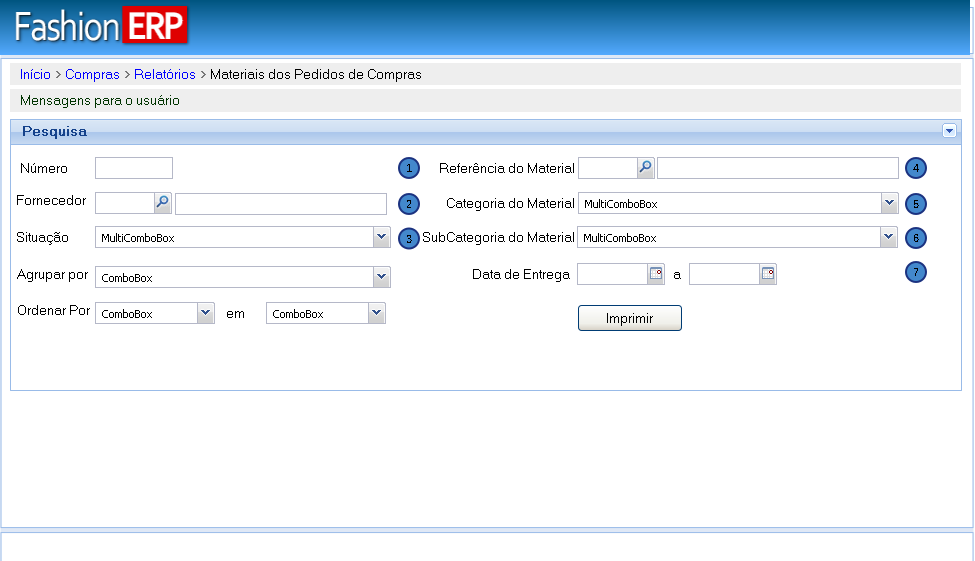 Fashion ERP
Início > Compras > Relatórios > Materiais dos Pedidos de Compras
Mensagens para o usuário
Pesquisa
Número 1 Referência do Material 4
Fornecedor 2 Categoria do Material MultiComboBox 5
Situação MultiComboBox 3 SubCategoria do Material MultiComboBox 6
Agrupar por ComboBox Data de Entrega a 7
Ordenar Por ComboBox em ComboBox Imprimir